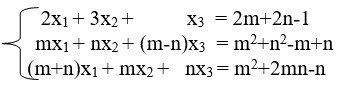 2x₁ + 3x₂ + x₃ = 2m+2n-1
mx₁ + nx₂ + (m-n)x₃ = m²+n²-m+n
(m+n)x₁ + mx₂ + nx₃ = m²+2mn-n